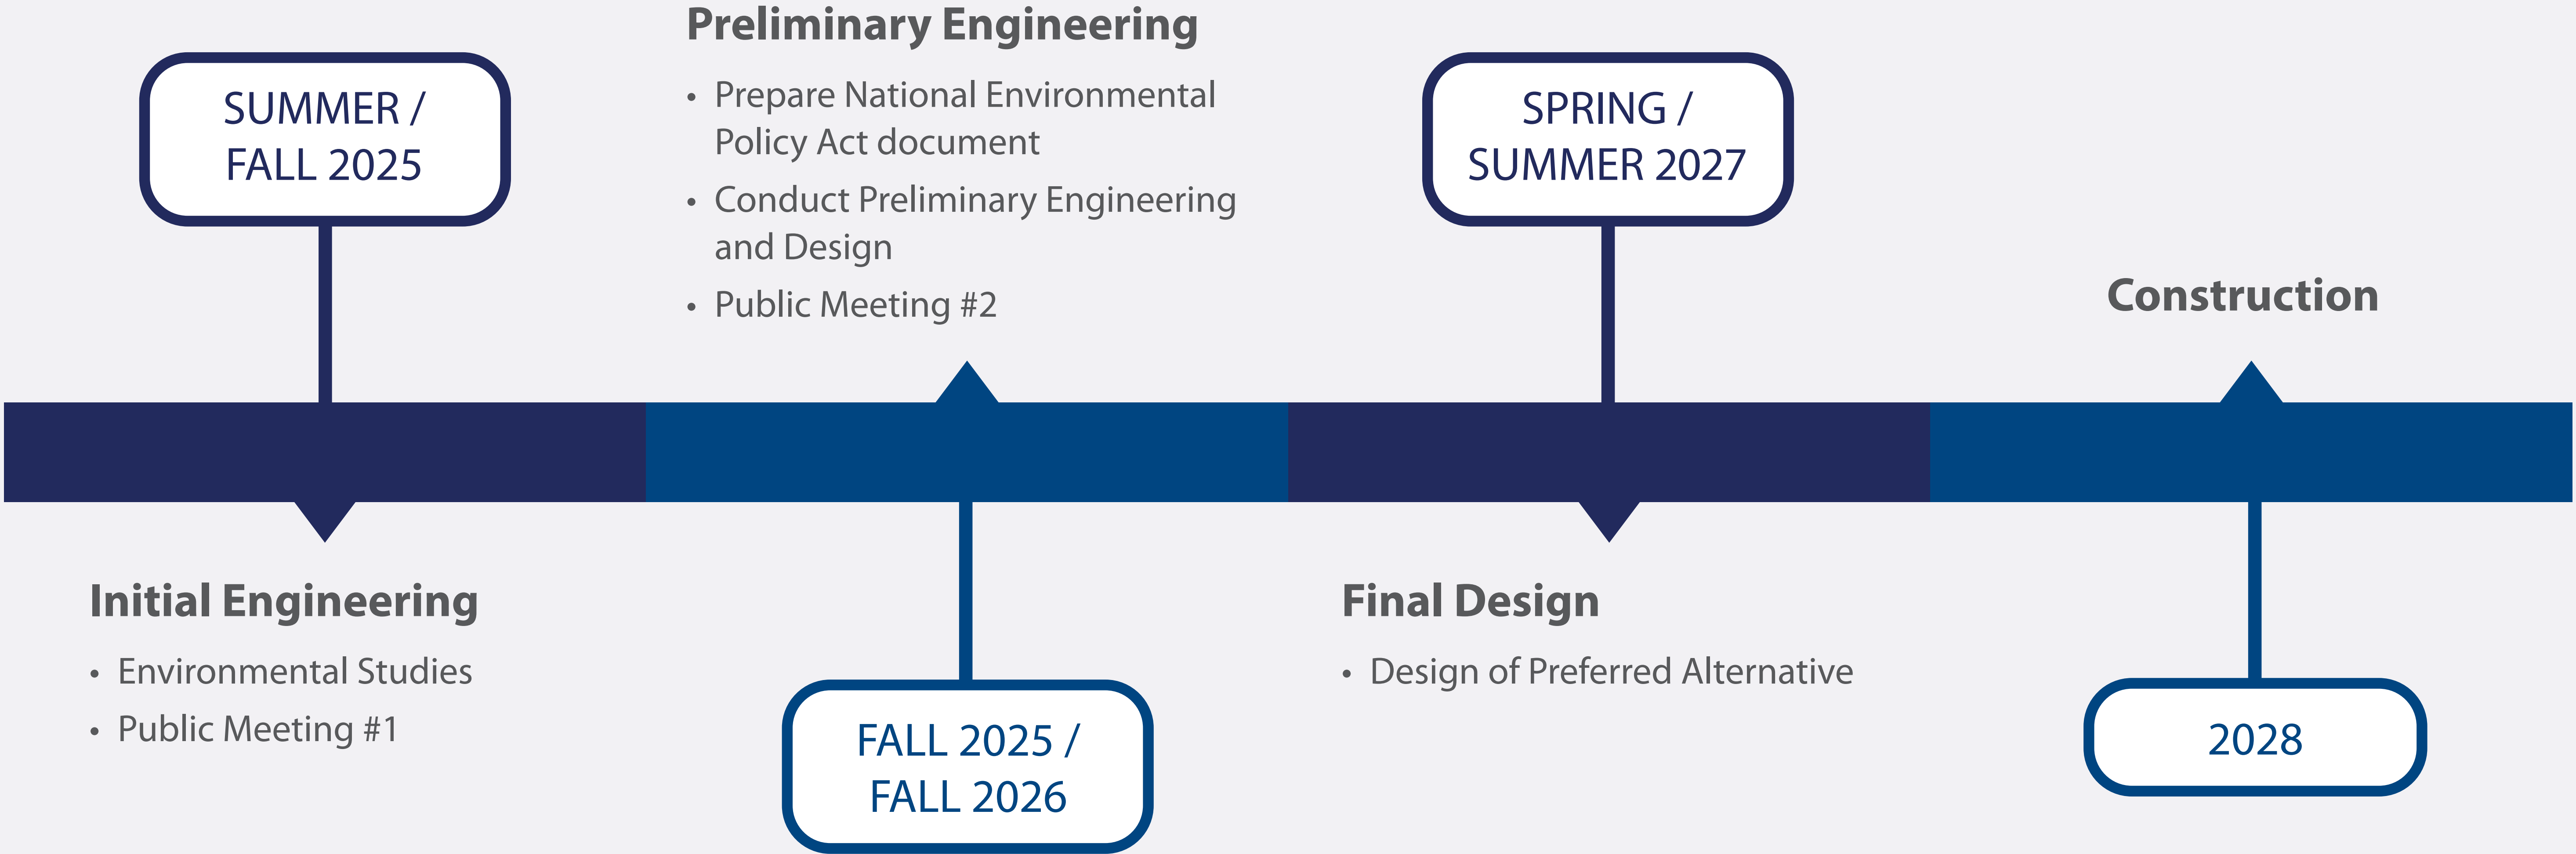 SUMMER /
FALL 2025
Initial Engineering
• Environmental Studies
• Public Meeting #1
Preliminary Engineering
• Prepare National Environmental
Policy Act document
• Conduct Preliminary Engineering
and Design
• Public Meeting #2
FALL 2025 /
FALL 2026
SPRING /
SUMMER 2027
Final Design
• Design of Preferred Alternative
Construction
2028